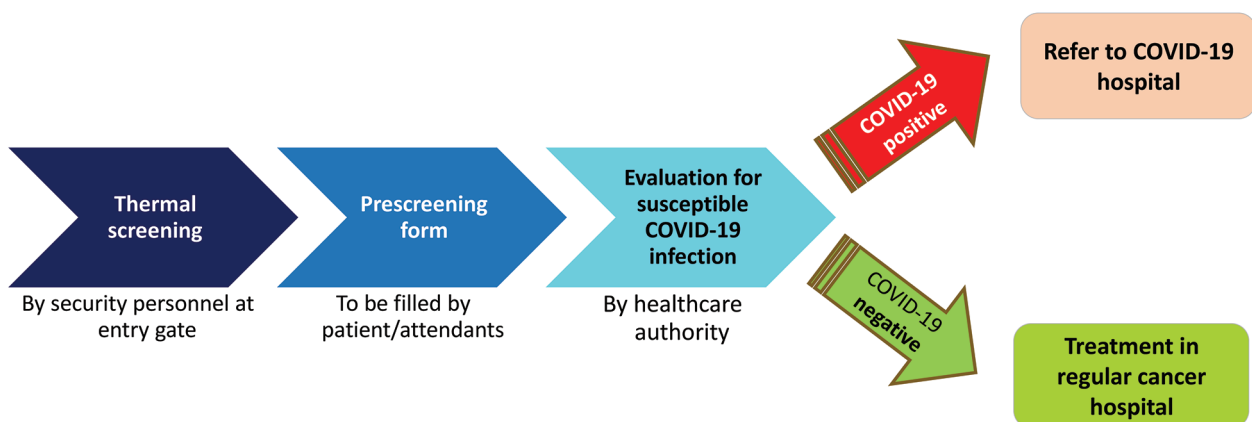 Thermal
screening
By security personnel at
entry gate
Prescreening
form
To be filled by
patient/attendants
Evaluation for
susceptible
COVID-19
infection
By healthcare
authority
COVID-19
positive
Refer to COVID-19
hospital
COVID-19
negative
Treatment in
regular cancer
hospital